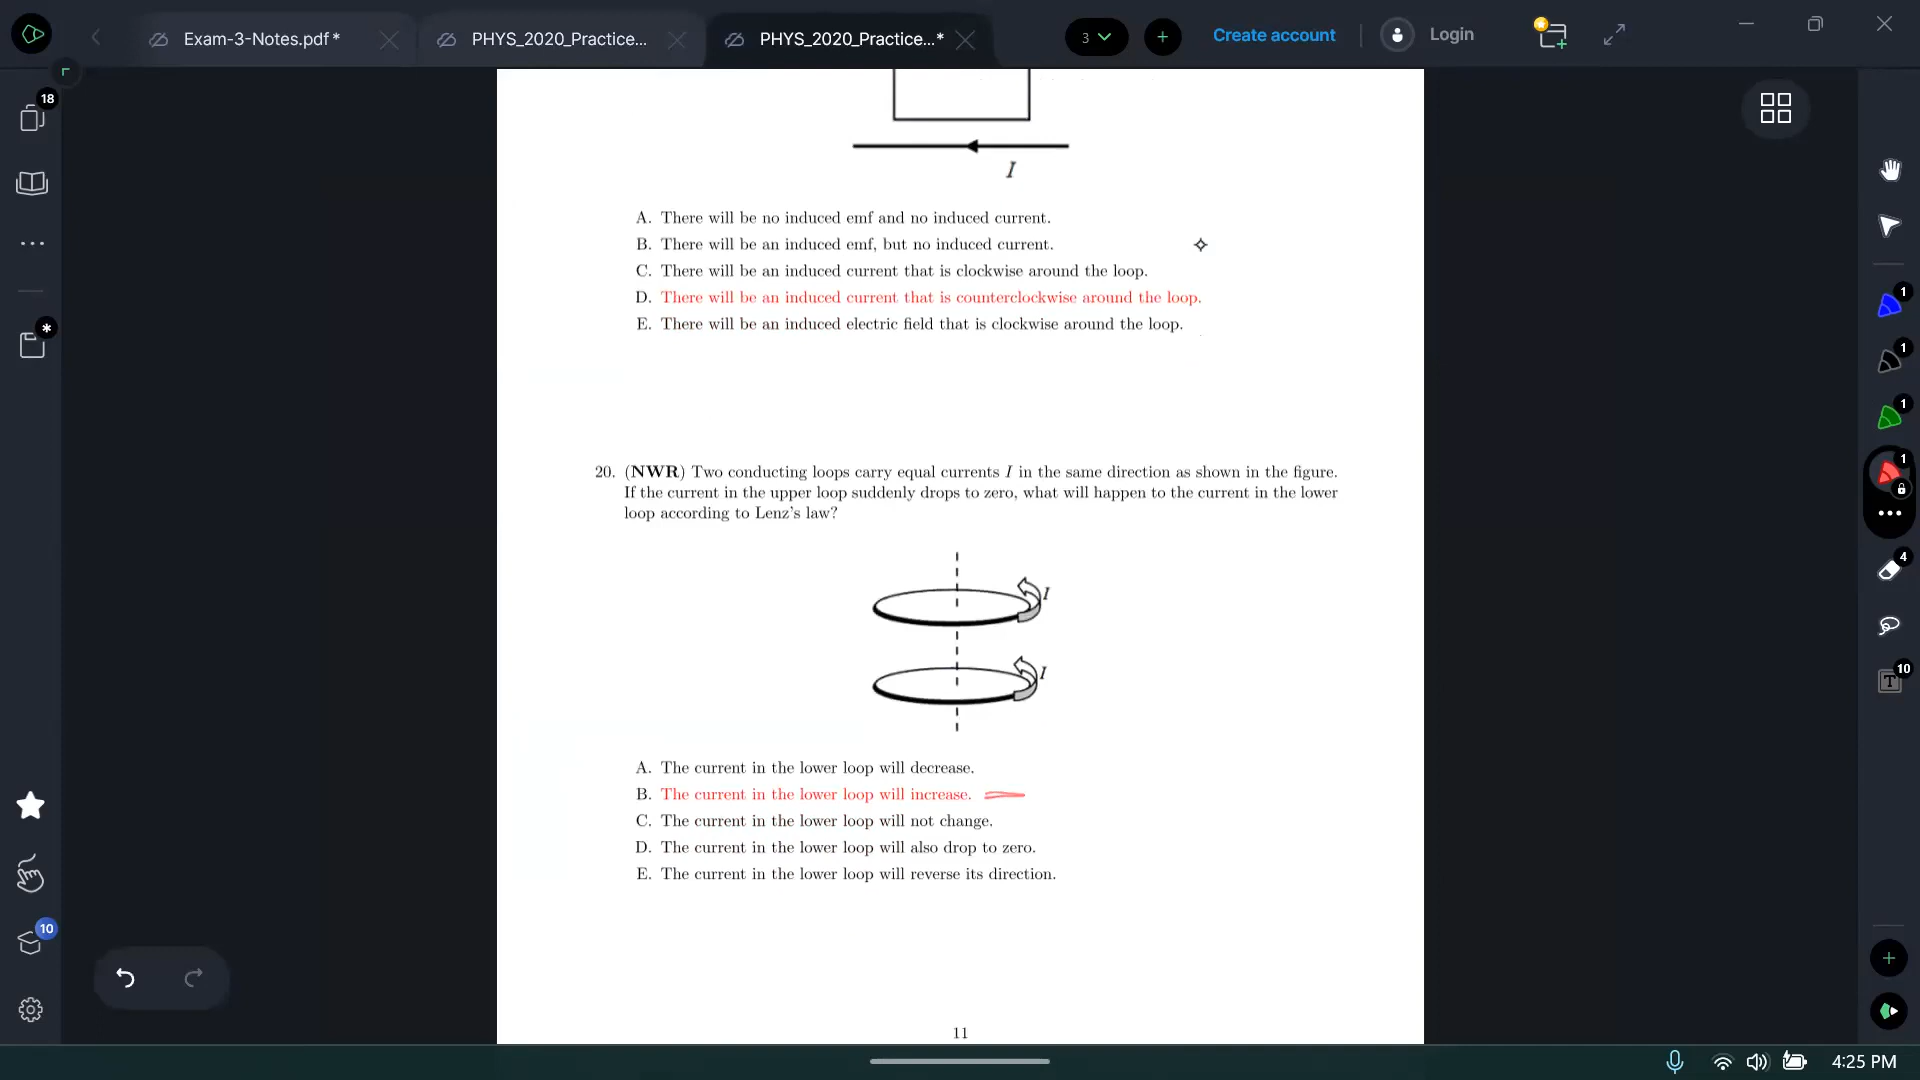 Exam-3-Notes.pdf *
PHYS_2020_Practice...
PHYS_2020_Practice...*
3
Create account
Login
18
I
A. There will be no induced emf and no induced current.
B. There will be an induced emf, but no induced current.
C. There will be an induced current that is clockwise around the loop.
D. There will be an induced current that is counterclockwise around the loop.
E. There will be an induced electric field that is clockwise around the loop.
20. (NWR) Two conducting loops carry equal currents I in the same direction as shown in the figure.
If the current in the upper loop suddenly drops to zero, what will happen to the current in the lower
loop according to Lenz's law?
I
I
A. The current in the lower loop will decrease.
B. The current in the lower loop will increase.
C. The current in the lower loop will not change.
D. The current in the lower loop will also drop to zero.
E. The current in the lower loop will reverse its direction.
11
*
10
1
1
1
1
4
T
10
4:25 PM